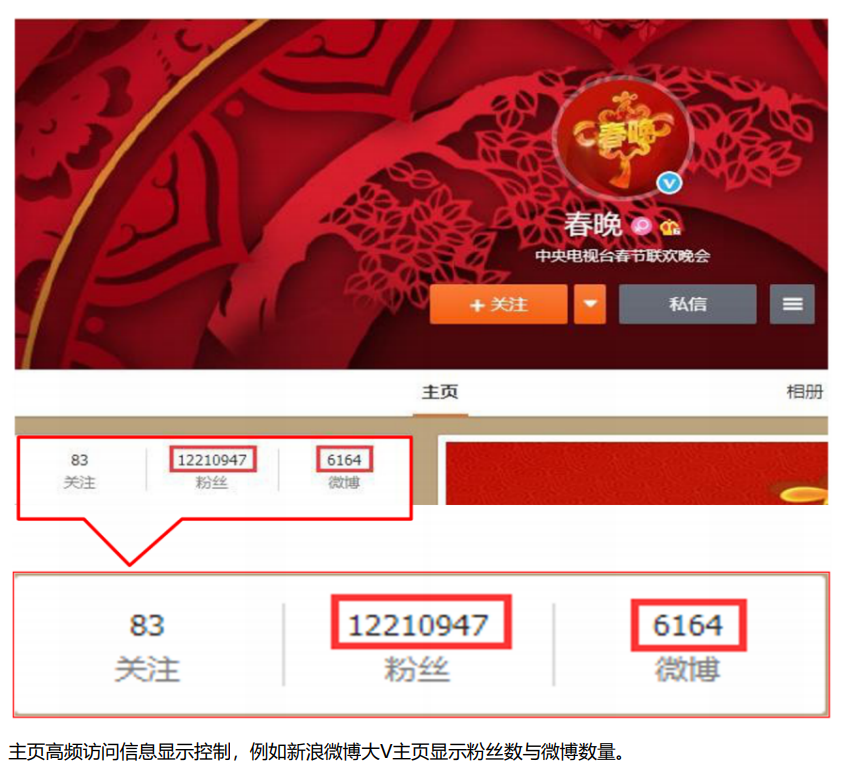 春晚
V
春晚
中央电视台春节联欢晚会
+ 关注
私信
主页
相册
83
12210947
6164
关注
粉丝
微博
83
12210947
6164
关注
粉丝
微博
主页高频访问信息显示控制，例如新浪微博大V主页显示粉丝数与微博数量。